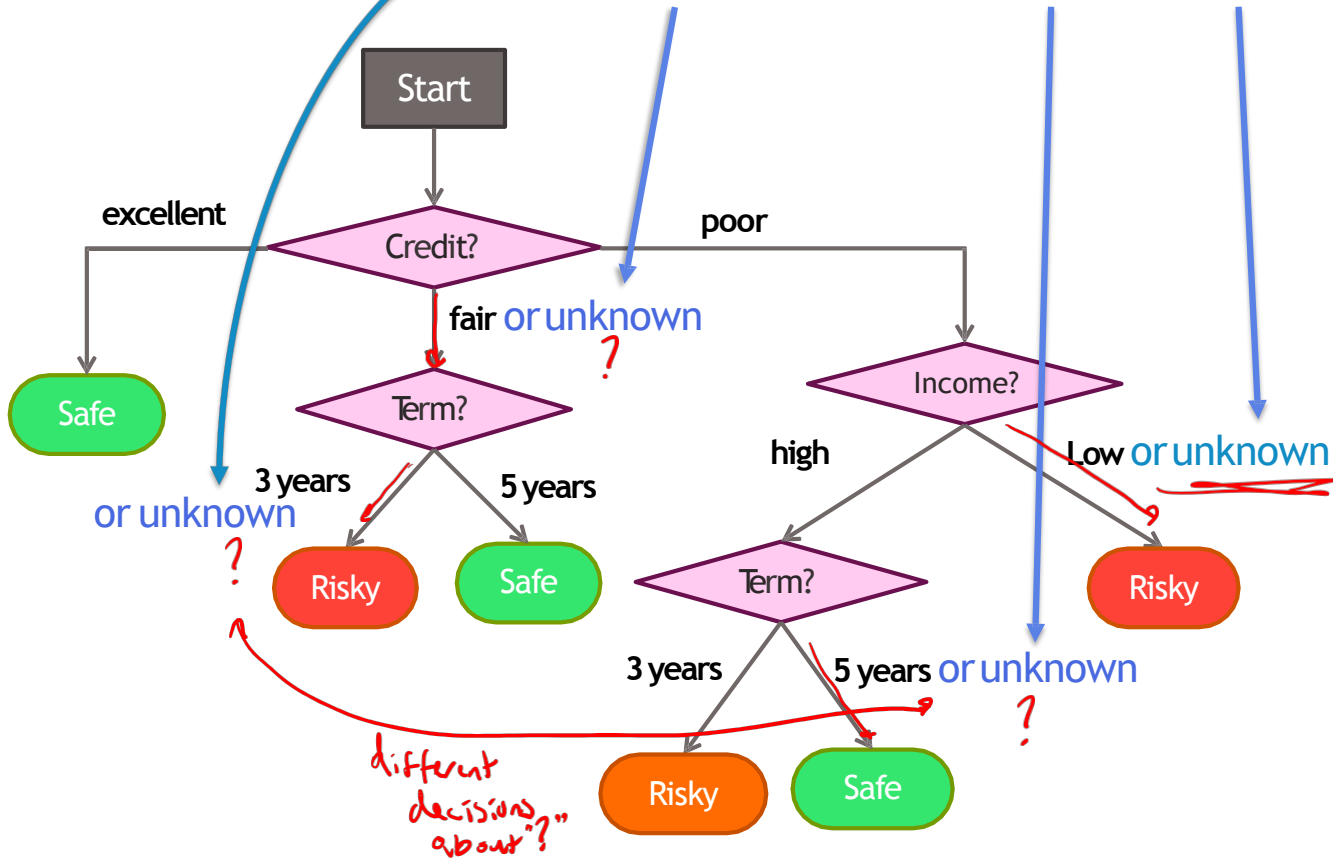 Start
excellent
Credit?
poor
fair or unknown
?
Safe
Term?
Income?
high
Low or unknown
3 years
5 years
or unknown
?
Risky
Safe
Term?
Risky
3 years
5 years or unknown
?
different
decisions
about "?"
Risky
Safe